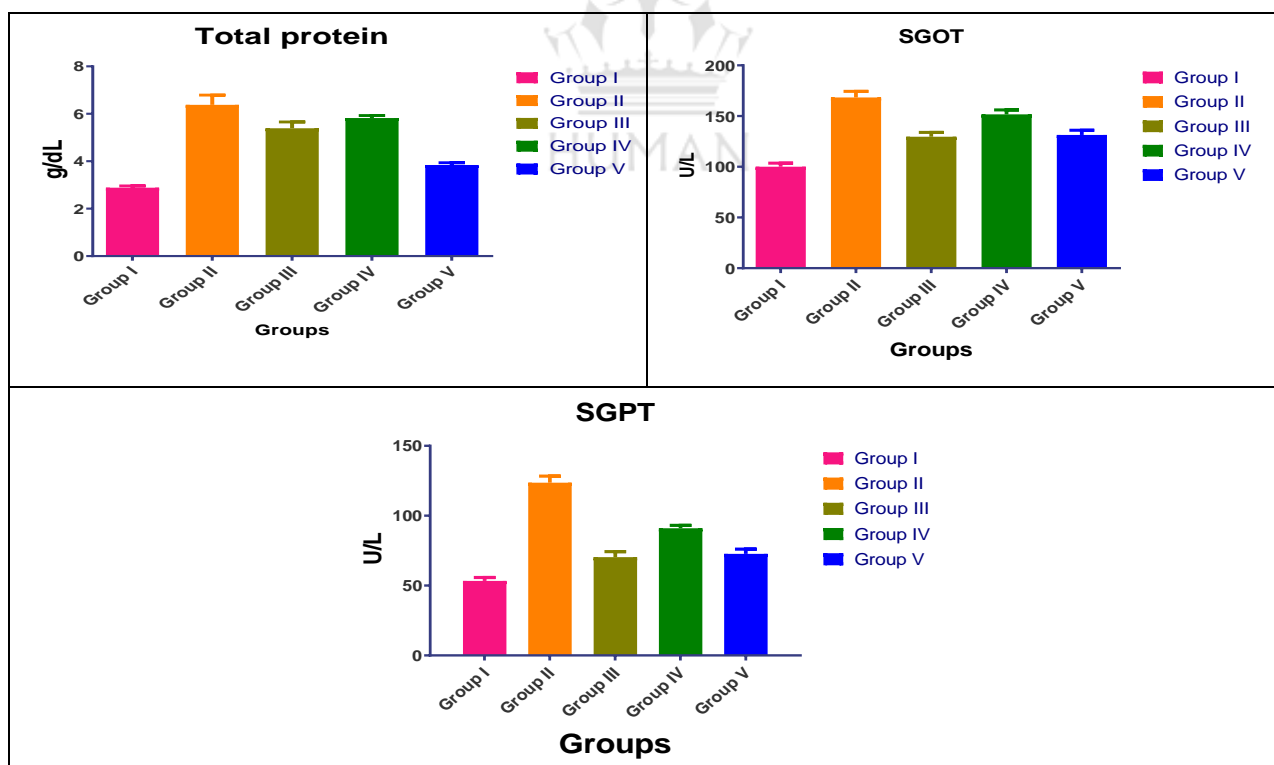 Total protein
8
6
4
2
0
g/dL
Group I
Group II
Group III
Group IV
Group V
Groups
Group I
Group II
Group III
Group IV
Group V
SGOT
200
150
100
50
0
U/L
Group I
Group II
Group III
Group IV
Group V
Groups
Group I
Group II
Group III
Group IV
Group V
HUMAN
SGPT
150
100
50
0
U/L
Group I
Group II
Group III
Group IV
Group V
Groups
Group I
Group II
Group III
Group IV
Group V